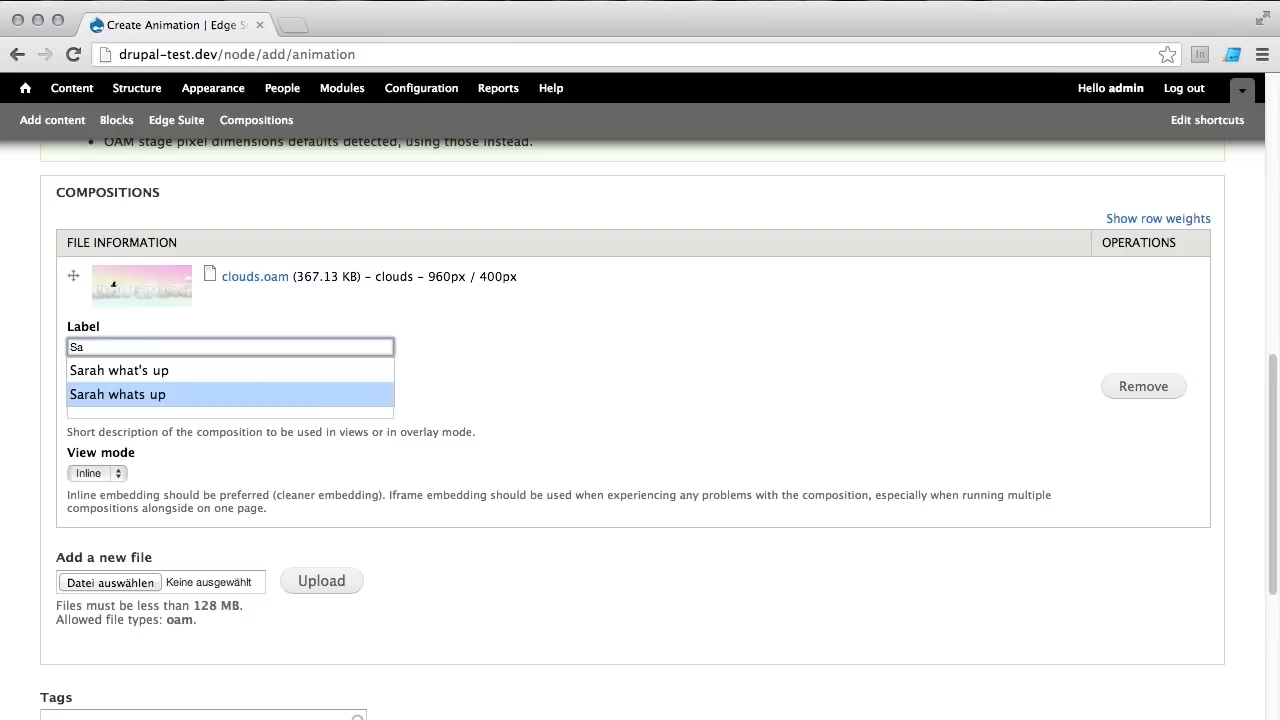 Create Animation | Edge S
drupal-test.dev/node/add/animation
Content Structure Appearance People Modules Configuration Reports Help Hello admin Log out
Add content Blocks Edge Suite Compositions Edit shortcuts
OAM stage pixel dimensions defaults detected, using those instead.
COMPOSITIONS
Show row weights
FILE INFORMATION OPERATIONS
clouds.oam (367.13 KB) – clouds – 960px / 400px
Label
Sa
Sarah what's up
Sarah whats up
Remove
Short description of the composition to be used in views or in overlay mode.
View mode
Inline
Inline embedding should be preferred (cleaner embedding). Iframe embedding should be used when experiencing any problems with the composition, especially when running multiple
compositions alongside on one page.
Add a new file
Datei auswählen Keine ausgewählt Upload
Files must be less than 128 MB.
Allowed file types: oam.
Tags